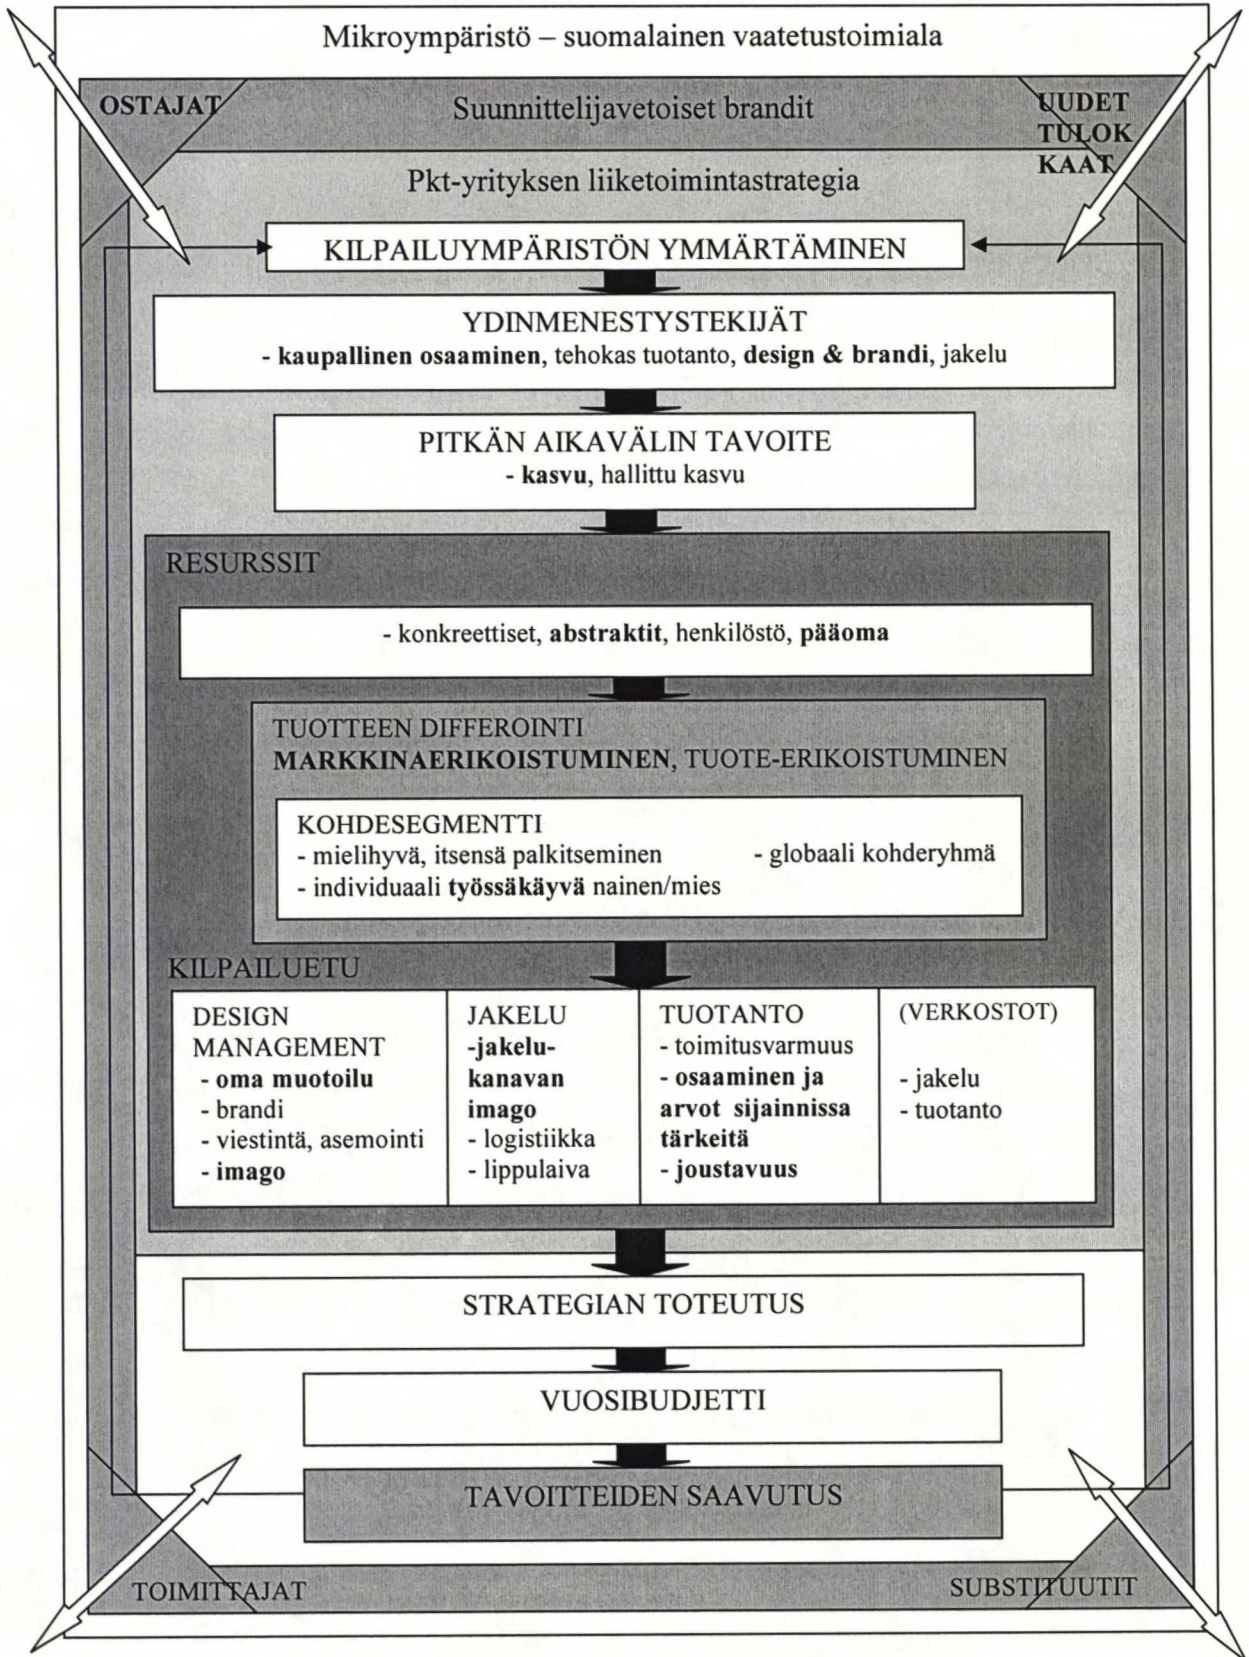 Mikroympäristö – suomalainen vaatetustoimiala
OSTAJAT
Suunnittelijavetoiset brandit
UUDET
TULOK
KAAT
Pkt-yrityksen liiketoimintastrategia
KILPAILUYMPÄRISTÖN YMMÄRTÄMINEN
YDINMENESTYSTEKIJÄT
- kaupallinen osaaminen, tehokas tuotanto, design & brandi, jakelu
PITKÄN AIKAVÄLIN TAVOITE
- kasvu, hallittu kasvu
RESURSSIT
- konkreettiset, abstraktit, henkilöstö, pääoma
TUOTTEEN DIFFEROINTI
MARKKINAERIKOISTUMINEN, TUOTE-ERIKOISTUMINEN
KOHDESEGMENTTI
- mielihyvä, itsensä palkitseminen - globaali kohderyhmä
- individuaali työssäkäyvä nainen/mies
KILPAILUETU
DESIGN
MANAGEMENT
- oma muotoilu
- brandi
- viestintä, asemointi
- imago
JAKELU
-jakelu-
kanavan
imago
- logistiikka
- lippulaiva
TUOTANTO
- toimitusvarmuus
- osaaminen ja
arvot sijainnissa
tärkeitä
- joustavuus
(VERKOSTOT)
- jakelu
- tuotanto
STRATEGIAN TOTEUTUS
VUOSIBUDJETTI
TAVOITTEIDEN SAAVUTUS
TOIMITTAJAT
SUBSTITUUTIT